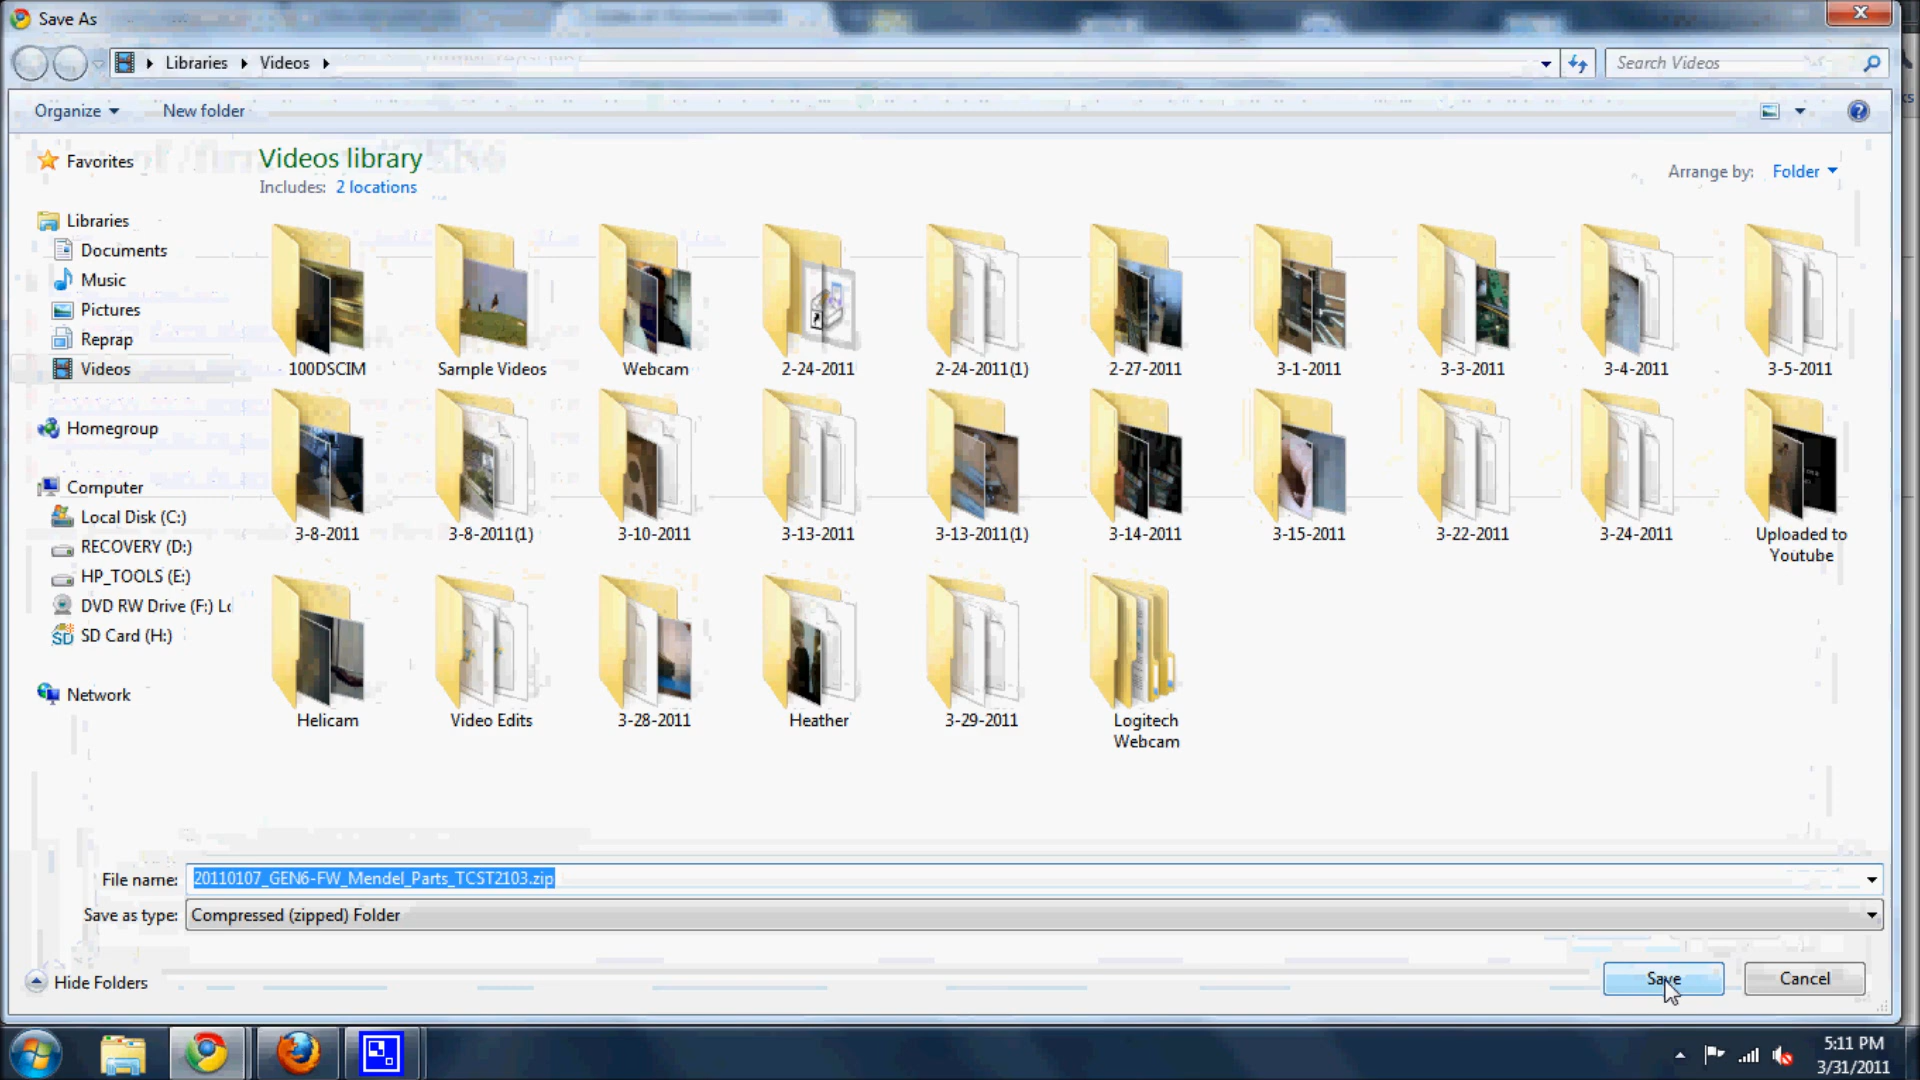 Save As
Libraries Videos
Search Videos
Organize
New folder
Favorites
Libraries
Documents
Music
Pictures
Reprap
Videos
Homegroup
Computer
Local Disk (C:)
RECOVERY (D:)
HP_TOOLS (E:)
DVD RW Drive (F:) Lo
SD Card (H:)
Network
Videos library
Includes: 2 locations
Arrange by: Folder
100DSCIM
Sample Videos
Webcam
2-24-2011
2-24-2011(1)
2-27-2011
3-1-2011
3-3-2011
3-4-2011
3-5-2011
3-8-2011
3-8-2011(1)
3-10-2011
3-13-2011
3-13-2011(1)
3-14-2011
3-15-2011
3-22-2011
3-24-2011
Uploaded to
Youtube
Helicam
Video Edits
3-28-2011
Heather
3-29-2011
Logitech
Webcam
File name: 20110107_GEN6-FW_Mendel_Parts_TCST2103.zip
Save as type: Compressed (zipped) Folder
Hide Folders
Save
Cancel
5:11 PM
3/31/2011